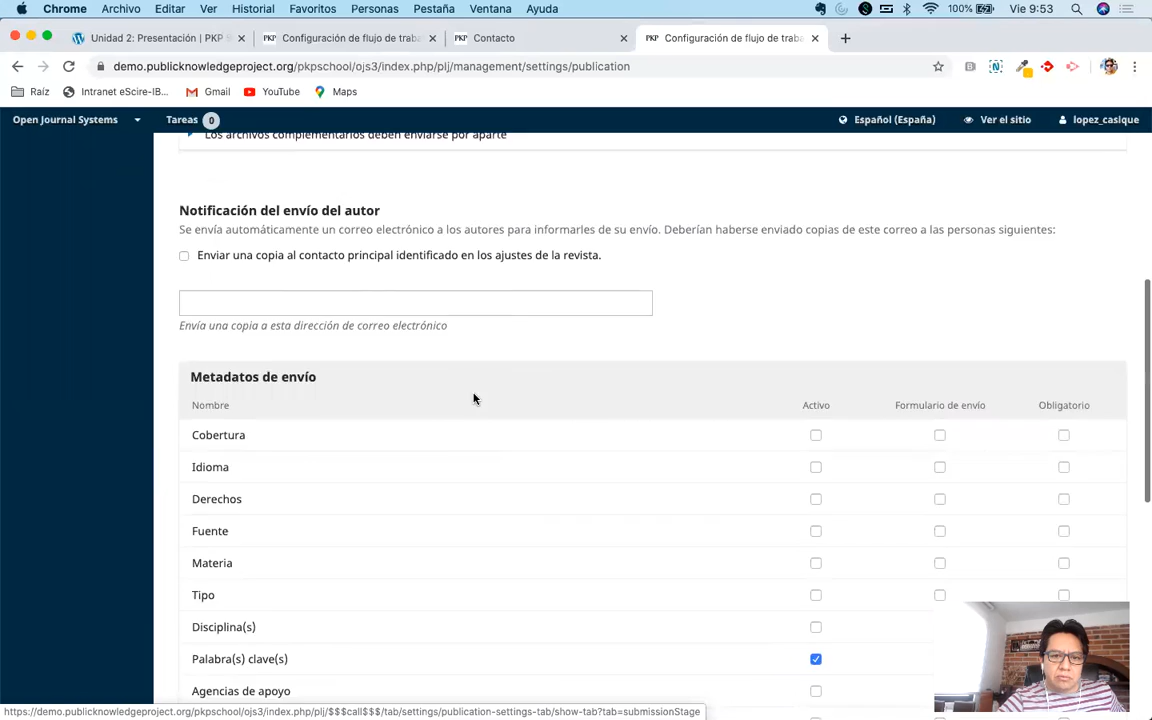 Chrome Archivo Editar Ver Historial Favoritos Personas Pestaña Ventana Ayuda 100% Vie 9:53
Unidad 2: Presentación | PKP S Configuración de flujo de traba Contacto Configuración de flujo de traba
demo.publicknowledgeproject.org/pkpschool/ojs3/index.php/plj/management/settings/publication
Raíz Intranet eScire-IB... Gmail YouTube Maps
Open Journal Systems Tareas 0 Español (España) Ver el sitio lopez_casique
Los archivos complementarios deben enviarse por aparte
Notificación del envío del autor
Se envía automáticamente un correo electrónico a los autores para informarles de su envío. Deberían haberse enviado copias de este correo a las personas siguientes:
Enviar una copia al contacto principal identificado en los ajustes de la revista.
Envía una copia a esta dirección de correo electrónico
Metadatos de envío
Nombre Activo Formulario de envío Obligatorio
Cobertura
Idioma
Derechos
Fuente
Materia
Tipo
Disciplina(s)
Palabra(s) clave(s)
Agencias de apoyo
https://demo.publicknowledgeproject.org/pkpschool/ojs3/index.php/plj/$$$call$$$/tab/settings/publication-settings-tab/show-tab?tab=submissionStage